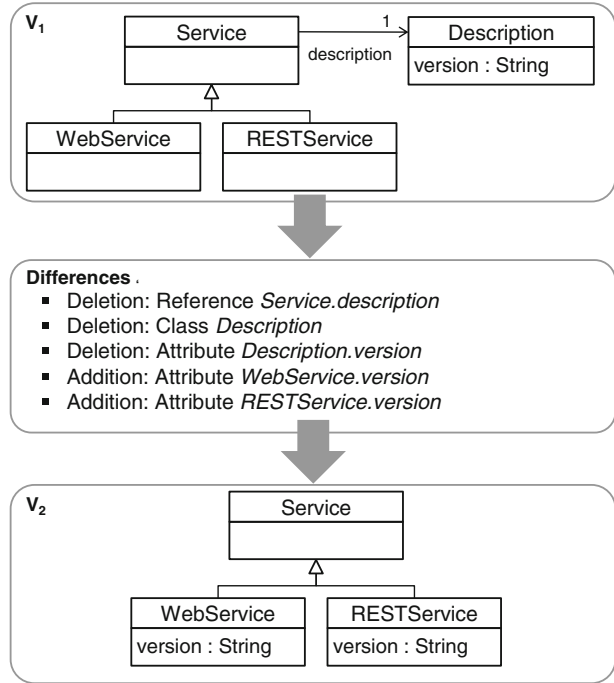 V1
Service
1
Description
description
version : String
WebService
RESTService
Differences
▪ Deletion: Reference Service.description
▪ Deletion: Class Description
▪ Deletion: Attribute Description.version
▪ Addition: Attribute WebService.version
▪ Addition: Attribute RESTService.version
V2
Service
WebService
RESTService
version : String
version : String